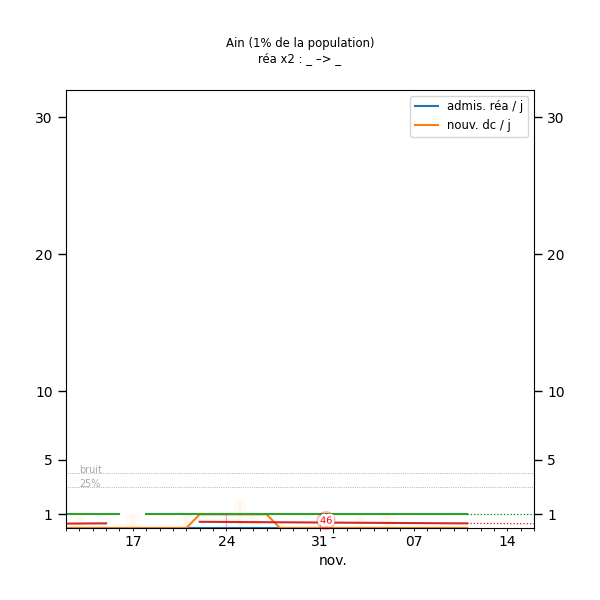 Ain (1% de la population)
réa x2 : _ –> _
admis. réa / j
nouv. dc / j
30 30
20 20
10 10
5 5
bruit
25%
1 46 1
17 24 31 07 14
nov.